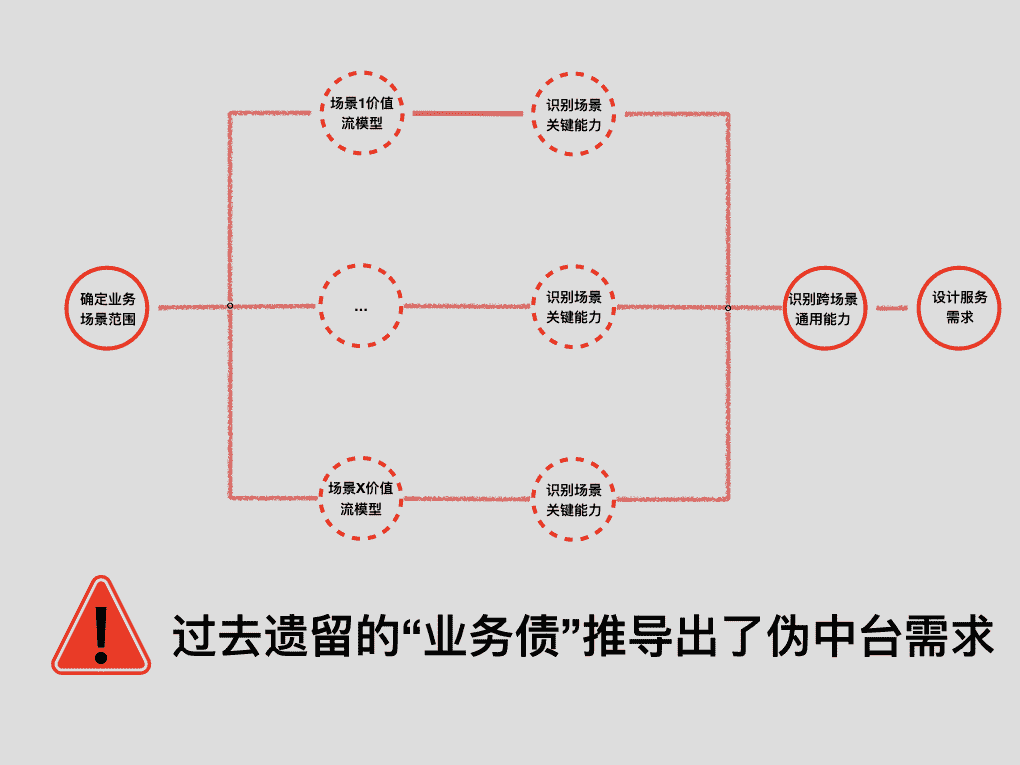 场景1价值
流模型
识别场景
关键能力
确定业务
场景范围
...
识别场景
关键能力
识别跨场景
通用能力
设计服务
需求
场景X价值
流模型
识别场景
关键能力
!
过去遗留的“业务债”推导出了伪中台需求